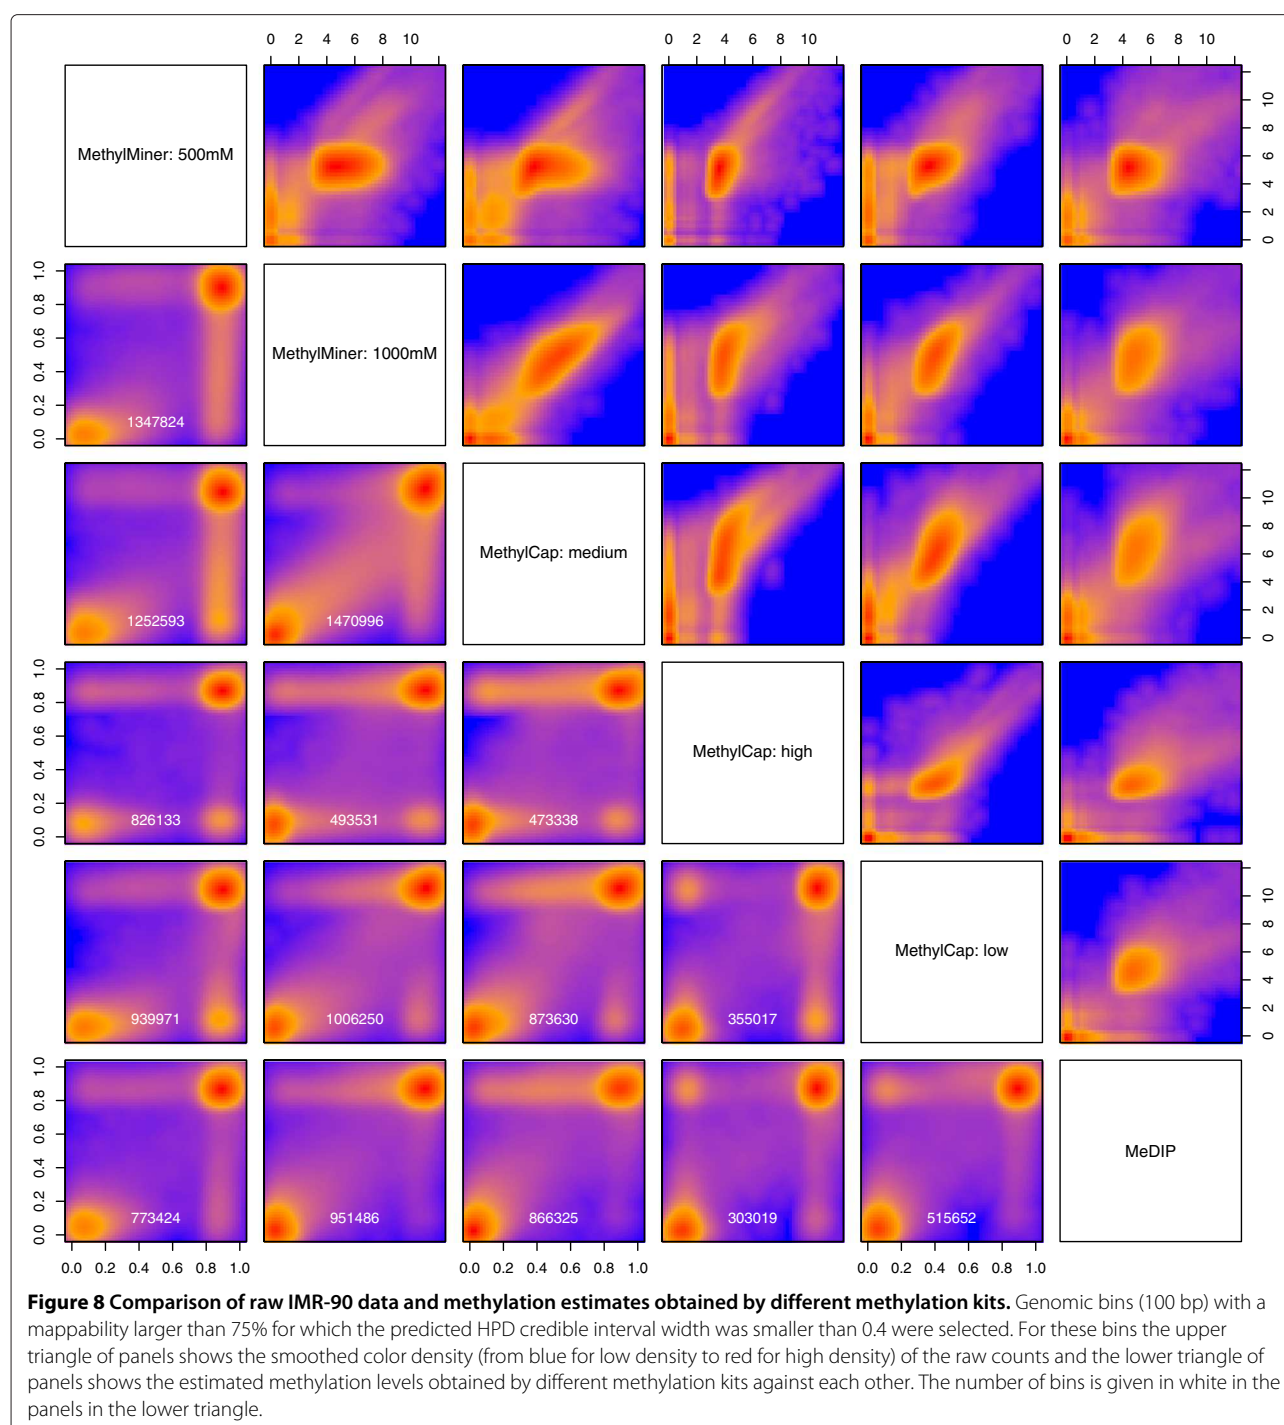 0 2 4 6 8 10 0 2 4 6 8 10 0 2 4 6 8 10
MethylMiner: 500mM
0 2 4 6 8 10
0.0 0.2 0.4 0.6 0.8 1.0
1347824
MethylMiner: 1000mM
1252593
1470996
MethylCap: medium
0 2 4 6 8 10
0.0 0.2 0.4 0.6 0.8 1.0
826133
493531
473338
MethylCap: high
939971
1006250
873630
355017
MethylCap: low
0 2 4 6 8 10
0.0 0.2 0.4 0.6 0.8 1.0
773424
951486
866325
303019
515652
MeDIP
0.0 0.2 0.4 0.6 0.8 1.0 0.0 0.2 0.4 0.6 0.8 1.0 0.0 0.2 0.4 0.6 0.8 1.0
Figure 8 Comparison of raw IMR-90 data and methylation estimates obtained by different methylation kits. Genomic bins (100 bp) with a
mappability larger than 75% for which the predicted HPD credible interval width was smaller than 0.4 were selected. For these bins the upper
triangle of panels shows the smoothed color density (from blue for low density to red for high density) of the raw counts and the lower triangle of
panels shows the estimated methylation levels obtained by different methylation kits against each other. The number of bins is given in white in the
panels in the lower triangle.